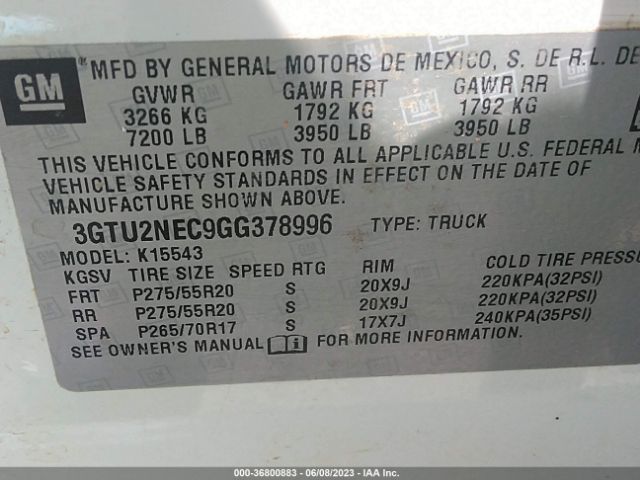 GM
MFD BY GENERAL MOTORS DE MEXICO, S. DE R.L. DE
GVWR GAWR FRT GAWR RR
3266 KG 1792 KG 1792 KG
7200 LB 3950 LB 3950 LB
THIS VEHICLE CONFORMS TO ALL APPLICABLE U.S. FEDERAL M
VEHICLE SAFETY STANDARDS IN EFFECT ON THE DATE OF
MANUFACTURE SHOWN ABOVE.
3GTU2NEC9GG378996 TYPE: TRUCK
MODEL: K15543
KGSV TIRE SIZE SPEED RTG RIM COLD TIRE PRESSU
FRT P275/55R20 S 20X9J 220KPA(32PSI)
RR P275/55R20 S 20X9J 220KPA(32PSI)
SPA P265/70R17 S 17X7J 240KPA(35PSI)
SEE OWNER'S MANUAL i FOR MORE INFORMATION.
000-36800883 / 06/08/2023 - IAA Inc.